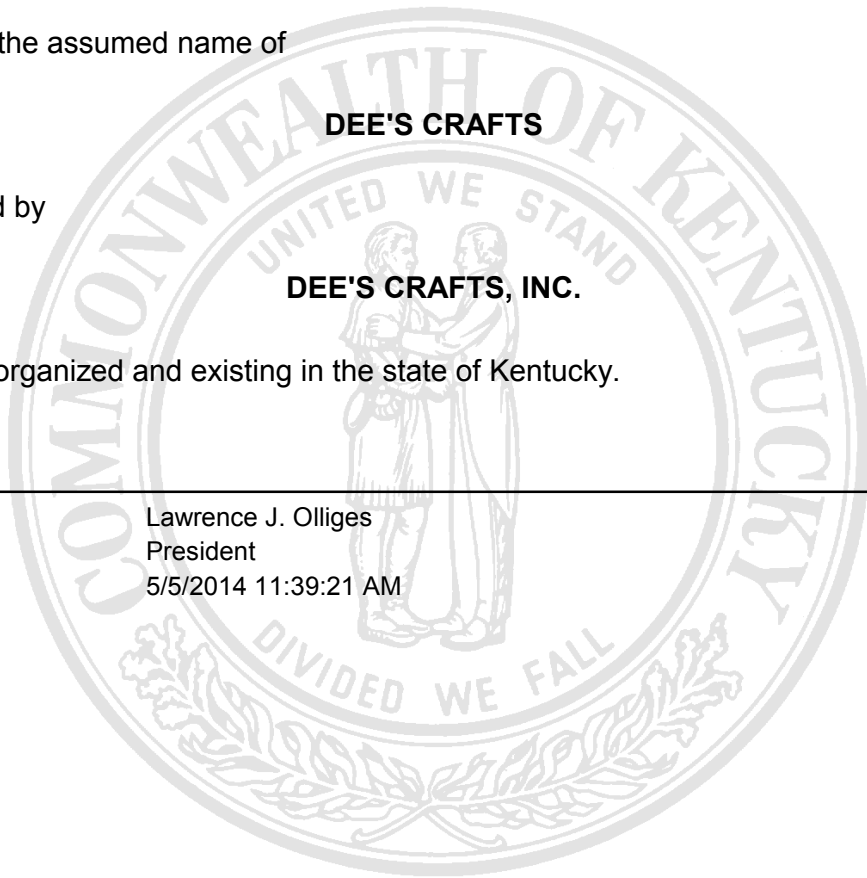 the assumed name of
DEE'S CRAFTS
d by
DEE'S CRAFTS, INC.
organized and existing in the state of Kentucky.
Lawrence J. Olliges
President
5/5/2014 11:39:21 AM
COMMONWEALTH OF KENTUCKY
UNITED WE STAND
DIVIDED WE FALL